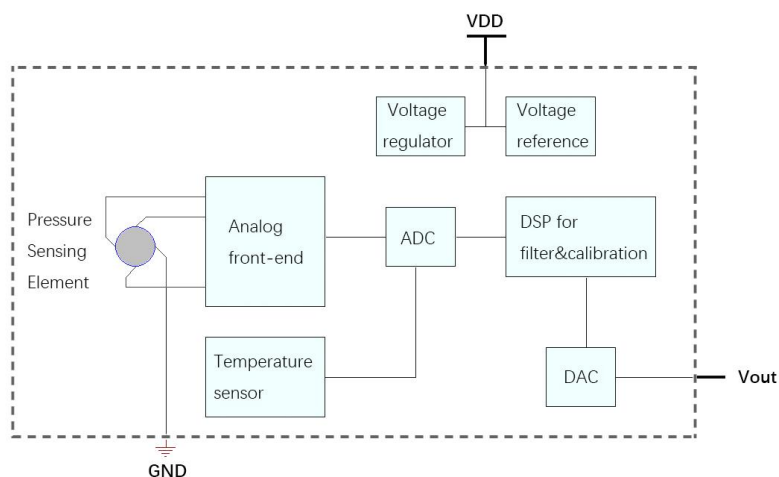 VDD
Voltage
regulator
Voltage
reference
Pressure
Sensing
Element
Analog
front-end
ADC
DSP for
filter&calibration
Temperature
sensor
DAC
Vout
GND